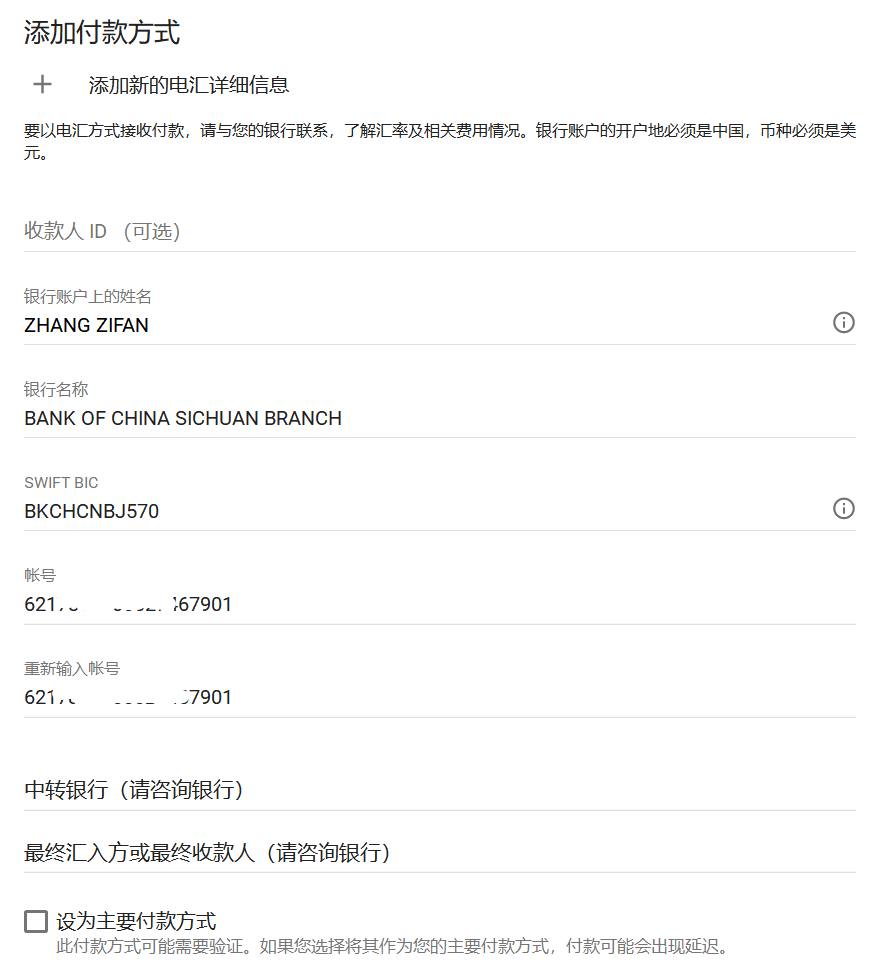 添加付款方式
添加新的电汇详细信息
要以电汇方式接收付款，请与您的银行联系，了解汇率及相关费用情况。银行账户的开户地必须是中国，币种必须是美
元。
收款人 ID （可选）
银行账户上的姓名
ZHANG ZIFAN
银行名称
BANK OF CHINA SICHUAN BRANCH
SWIFT BIC
BKCHCNBJ570
帐号
重新输入帐号
中转银行（请咨询银行）
最终汇入方或最终收款人（请咨询银行）
设为主要付款方式
此付款方式可能需要验证。如果您选择将其作为您的主要付款方式，付款可能会出现延迟。